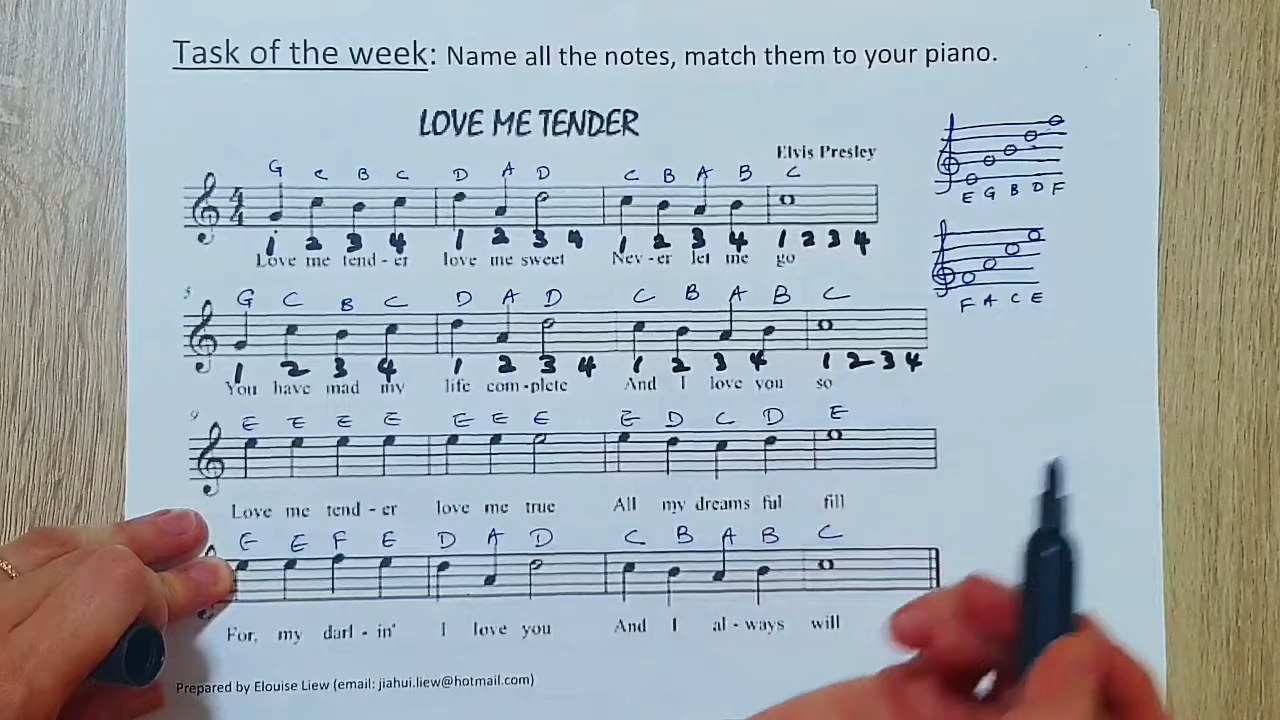 Task of the week: Name all the notes, match them to your piano.
LOVE ME TENDER
Elvis Presley
G C B C D A D C B A B C
4
4
1 2 3 4 1 2 3 4 1 2 3 4 1 2 3 4
Love me tend - er love me sweet Nev - er let me go
E G B D F
F A C E
5
G C B C D A D C B A B C
1 2 3 4 1 2 3 4 1 2 3 4 1 2 3 4
You have mad my life com - plete And I love you so
9
E E E E E E E E D C D E
Love me tend - er love me true All my dreams ful fill
E E F E D A D C B A B C
For, my darl - in' I love you And I al - ways will
Prepared by Elouise Liew (email: jiahui.liew@hotmail.com)